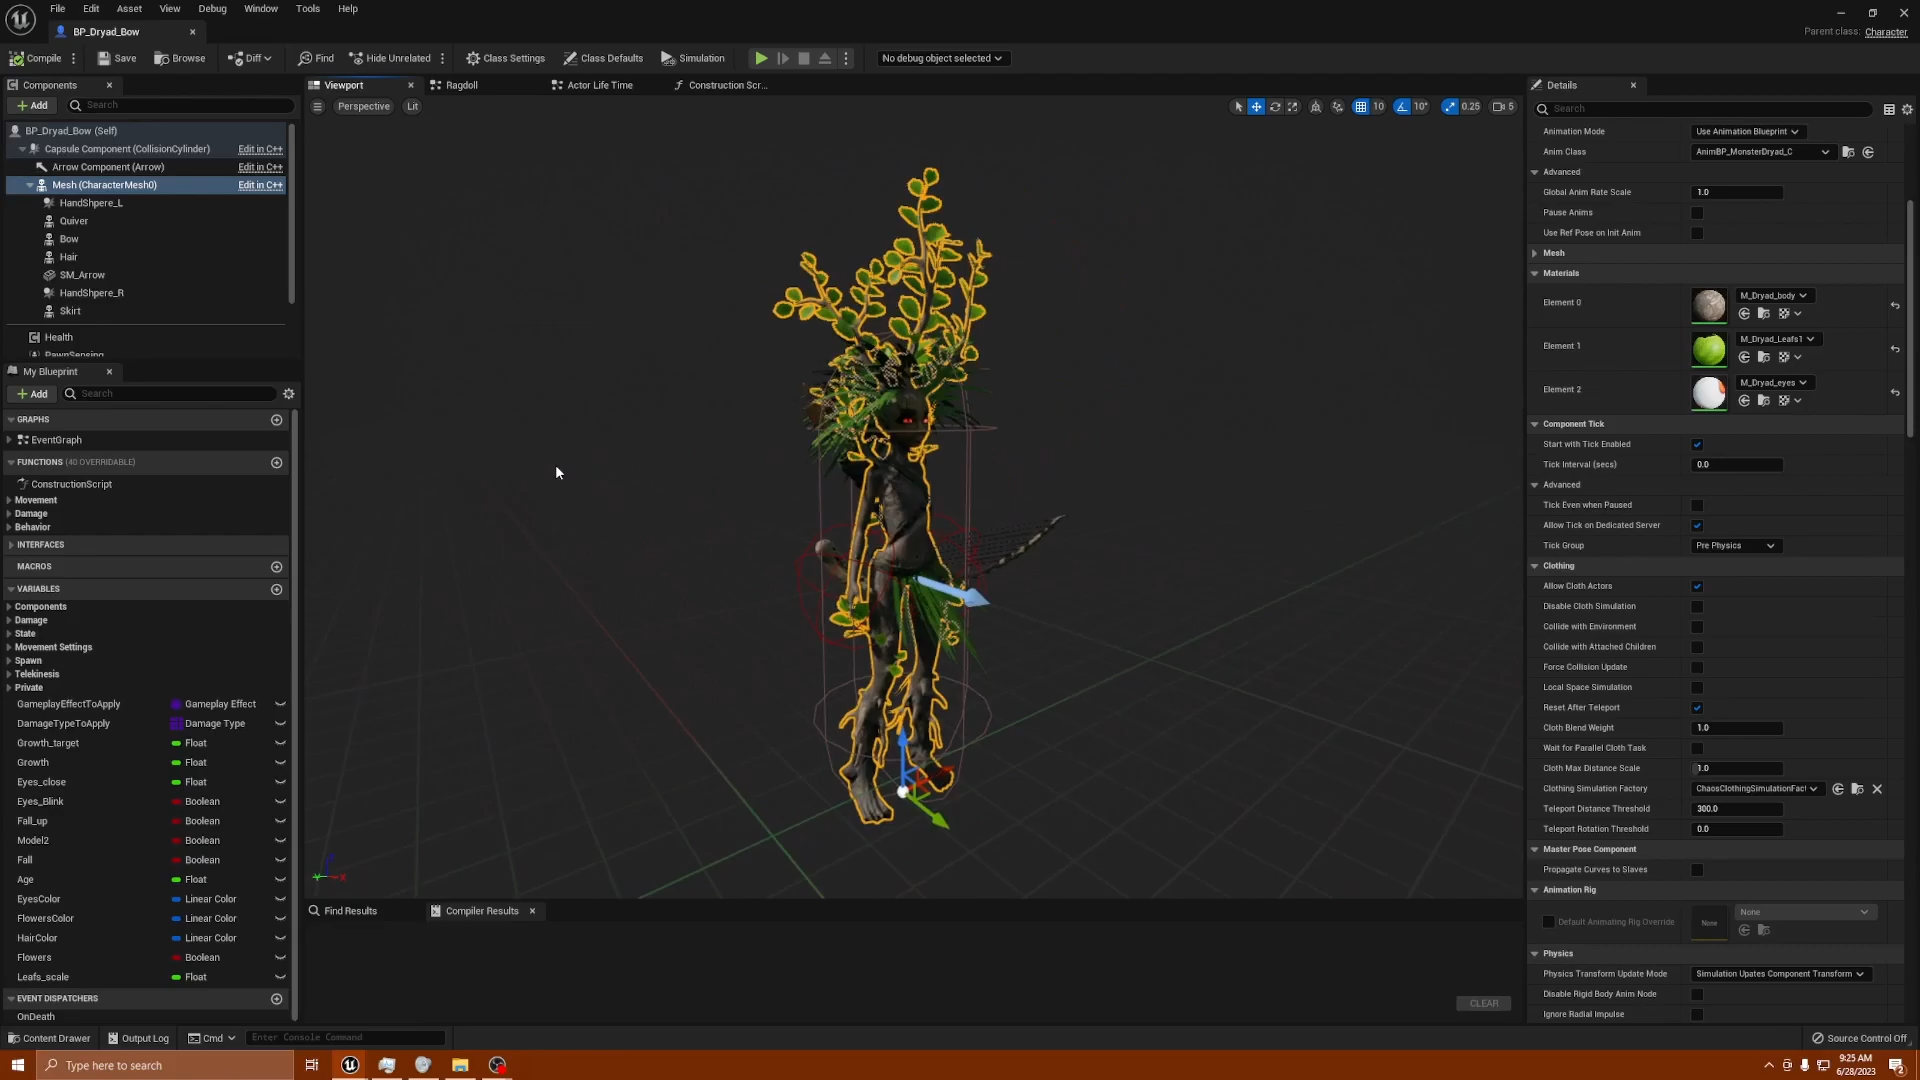 File Edit Asset View Debug Window Tools Help
BP_Dryad_Bow
Parent class: Character
Compile Save Browse Diff Find Hide Unrelated Class Settings Class Defaults Simulation No debug object selected
Components
Add Search
BP_Dryad_Bow (Self)
Capsule Component (CollisionCylinder) Edit in C++
Arrow Component (Arrow) Edit in C++
Mesh (CharacterMesh0) Edit in C++
HandShpere_L
Quiver
Bow
Hair
SM_Arrow
HandShpere_R
Skirt
Health
PawnSensing
My Blueprint
Add Search
GRAPHS
EventGraph
FUNCTIONS (40 OVERRIDABLE)
ConstructionScript
Movement
Damage
Behavior
INTERFACES
MACROS
VARIABLES
Components
Damage
State
Movement Settings
Spawn
Telekinesis
Private
GameplayEffectToApply Gameplay Effect
DamageTypeToApply Damage Type
Growth_target Float
Growth Float
Eyes_close Float
Eyes_Blink Boolean
Fall_up Boolean
Model2 Boolean
Fall Boolean
Age Float
EyesColor Linear Color
FlowersColor Linear Color
HairColor Linear Color
Flowers Boolean
Leafs_scale Float
EVENT DISPATCHERS
OnDeath
Viewport Ragdoll Actor Life Time Construction Scr...
Perspective Lit 10 10° 0.25 5
Find Results Compiler Results
CLEAR
Details
Search
Animation Mode Use Animation Blueprint
Anim Class AnimBP_MonsterDryad_C
Advanced
Global Anim Rate Scale 1.0
Pause Anims
Use Ref Pose on Init Anim
Mesh
Materials
Element 0 M_Dryad_body
Element 1 M_Dryad_Leafs1
Element 2 M_Dryad_eyes
Component Tick
Start with Tick Enabled
Tick Interval (secs) 0.0
Advanced
Tick Even when Paused
Allow Tick on Dedicated Server
Tick Group Pre Physics
Clothing
Allow Cloth Actors
Disable Cloth Simulation
Collide with Environment
Collide with Attached Children
Force Collision Update
Local Space Simulation
Reset After Teleport
Cloth Blend Weight 1.0
Wait for Parallel Cloth Task
Cloth Max Distance Scale 1.0
Clothing Simulation Factory ChaosClothingSimulationFact
Teleport Distance Threshold 300.0
Teleport Rotation Threshold 0.0
Master Pose Component
Propagate Curves to Slaves
Animation Rig
Default Animating Rig Override None None
Physics
Physics Transform Update Mode Simulation Upates Component Transform
Disable Rigid Body Anim Node
Ignore Radial Impulse
Content Drawer Output Log Cmd Enter Console Command Source Control Off
Type here to search
9:25 AM
6/28/2023
2